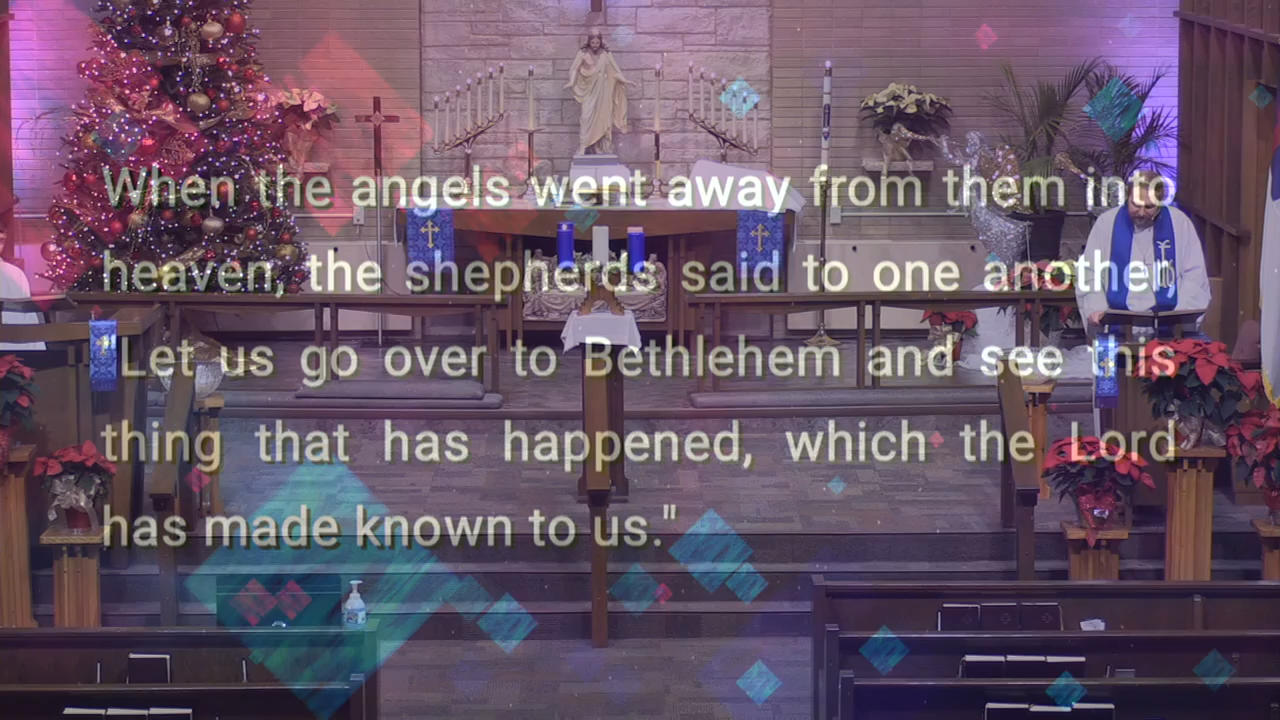 When the angels went away from them into
heaven, the shepherds said to one another,
"Let us go over to Bethlehem and see this
thing that has happened, which the Lord
has made known to us."